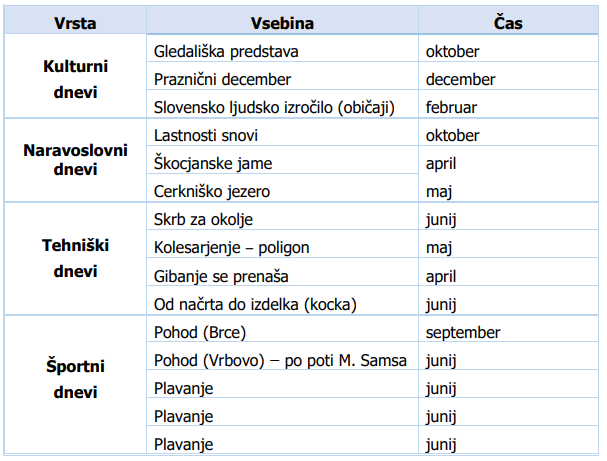 Vrsta Vsebina Čas
Kulturni
dnevi
Gledališka predstava oktober
Praznični december december
Slovensko ljudsko izročilo (običaji) februar
Naravoslovni
dnevi
Lastnosti snovi oktober
Škocjanske jame april
Cerkniško jezero maj
Tehniški
dnevi
Skrb za okolje junij
Kolesarjenje – poligon maj
Gibanje se prenaša april
Od načrta do izdelka (kocka) junij
Športni
dnevi
Pohod (Brce) september
Pohod (Vrbovo) – po poti M. Samsa junij
Plavanje junij
Plavanje junij
Plavanje junij